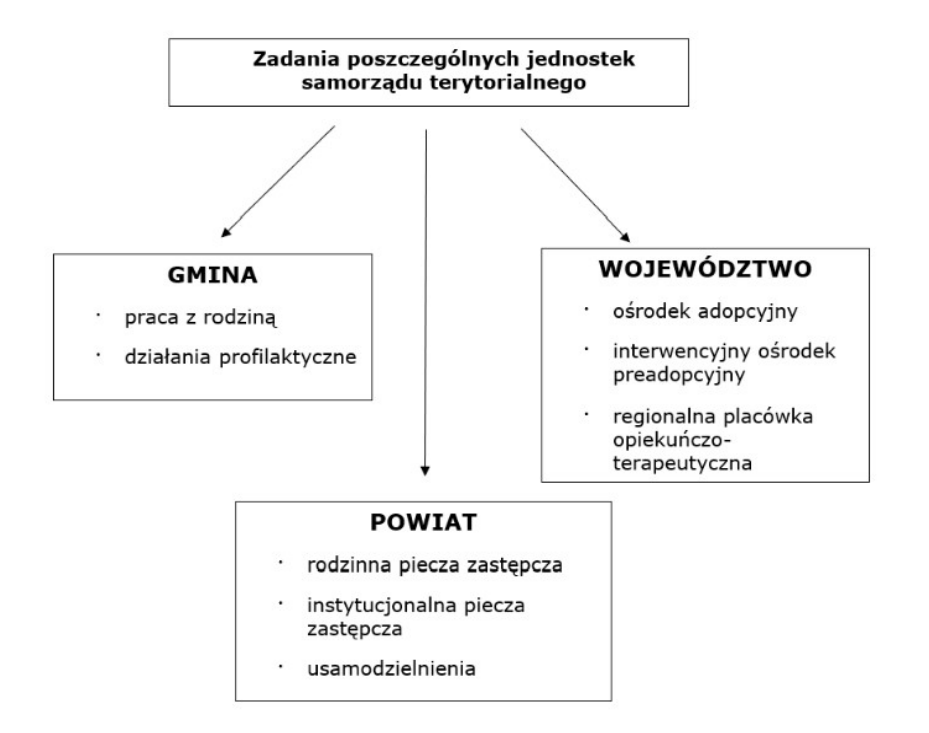 Zadania poszczególnych jednostek
samorządu terytorialnego
GMINA
· praca z rodziną
· działania profilaktyczne
WOJEWÓDZTWO
· ośrodek adopcyjny
· interwencyjny ośrodek
preadopcyjny
· regionalna placówka
opiekuńczo-
terapeutyczna
POWIAT
· rodzinna piecza zastępcza
· instytucjonalna piecza
zastępcza
· usamodzielnienia